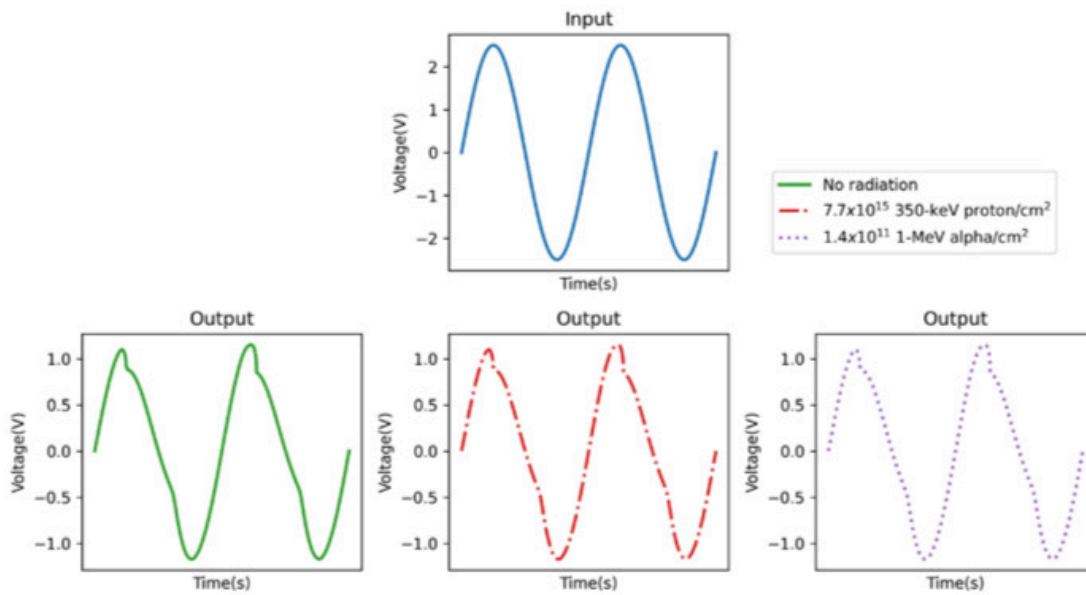 Input
2
1
0
−1
−2
Voltage(V)
Time(s)
No radiation
7.7x10¹⁵ 350-keV proton/cm²
1.4x10¹¹ 1-MeV alpha/cm²
Output
1.0
0.5
0.0
−0.5
−1.0
Voltage(V)
Time(s)
Output
1.0
0.5
0.0
−0.5
−1.0
Voltage(V)
Time(s)
Output
1.0
0.5
0.0
−0.5
−1.0
Voltage(V)
Time(s)